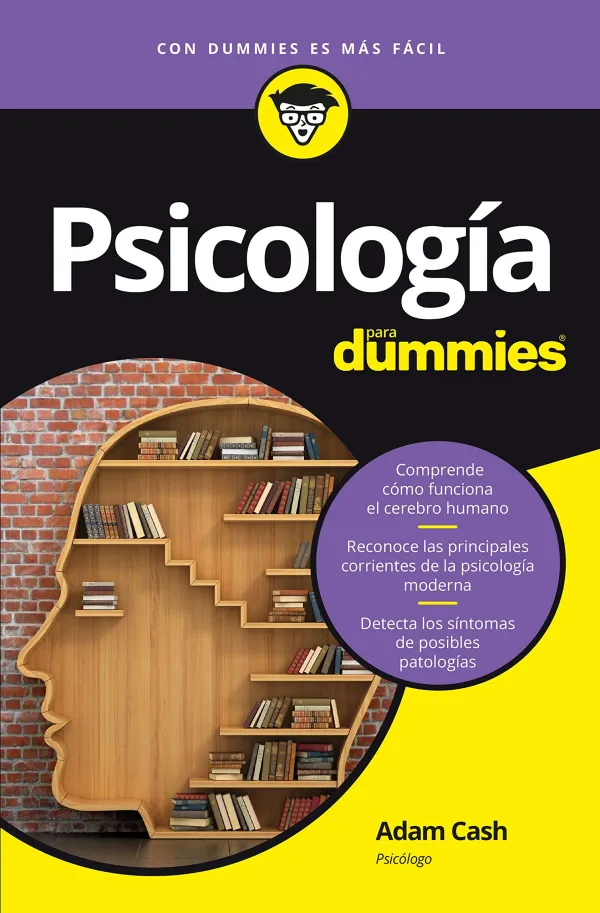 CON DUMMIES ES MÁS FÁCIL
Psicología
para
dummies®
Comprende
cómo funciona
el cerebro humano
Reconoce las principales
corrientes de la psicología
moderna
Detecta los síntomas
de posibles
patologías
Adam Cash
Psicólogo